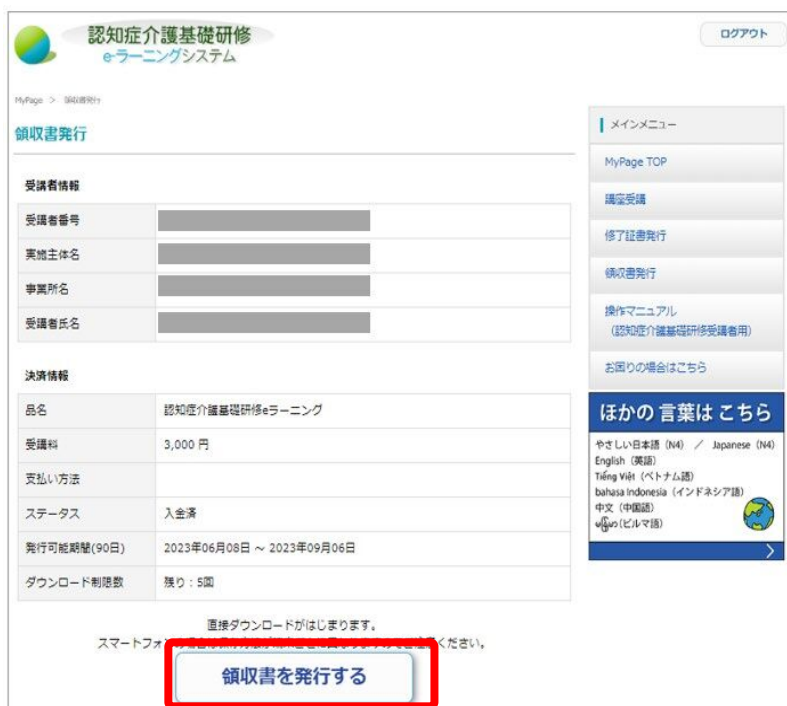 認知症介護基礎研修
e-ラーニングシステム
ログアウト
MyPage > 領収書発行
領収書発行
受講者情報
受講者番号
実施主体名
事業所名
受講者氏名
決済情報
品名 認知症介護基礎研修eラーニング
受講料 3,000 円
支払い方法
ステータス 入金済
発行可能期間(90日) 2023年06月08日 ~ 2023年09月06日
ダウンロード制限数 残り:5回
直接ダウンロードがはじまります。
スマートフォン
ください。
領収書を発行する
メインメニュー
MyPage TOP
講座受講
修了証書発行
領収書発行
操作マニュアル
(認知症介護基礎研修受講者用)
お困りの場合はこちら
ほかの 言葉は こちら
やさしい日本語(N4) / Japanese(N4)
English(英語)
Tiếng Việt(ベトナム語)
bahasa Indonesia(インドネシア語)
中文(中国語)
မြန်မာ(ビルマ語)